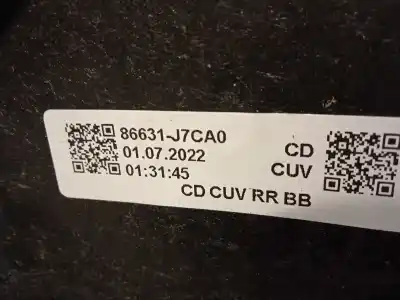 86631-J7CA0 CD
01.07.2022 CUV
01:31:45
CD CUV RR BB